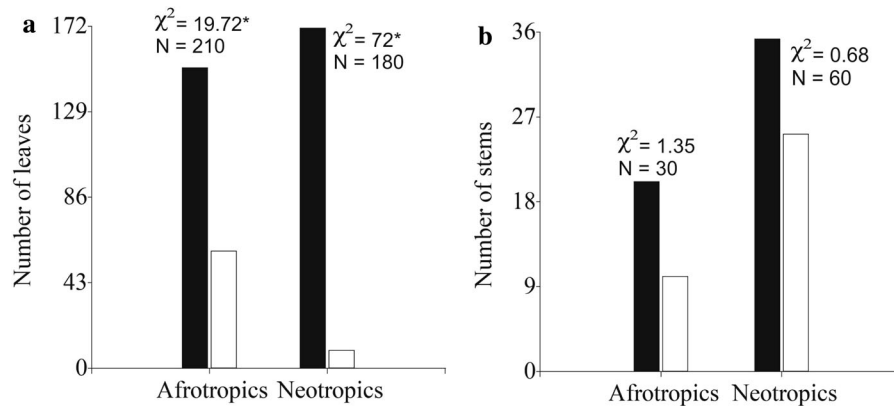 a
χ² = 19.72*
N = 210
χ² = 72*
N = 180
Number of leaves
172
129
86
43
0
Afrotropics Neotropics
b
χ² = 1.35
N = 30
χ² = 0.68
N = 60
Number of stems
36
27
18
9
0
Afrotropics Neotropics